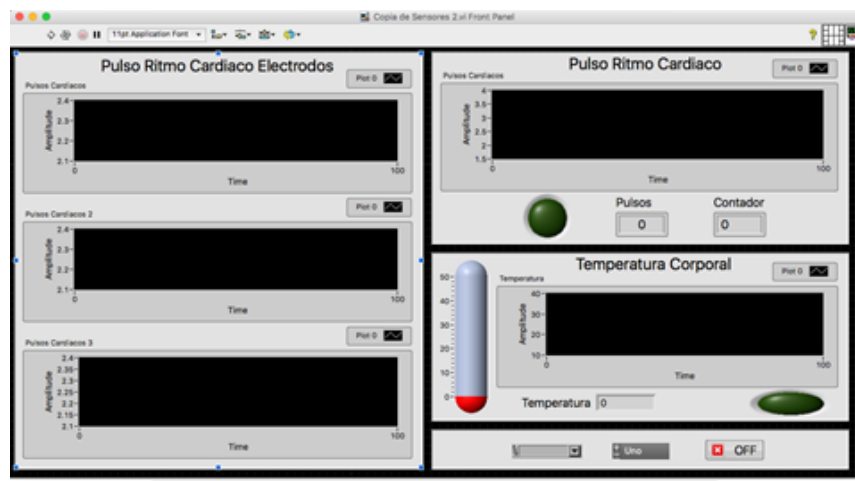 Copia de Sensores 2.vi Front Panel
11pt Application Font
Pulso Ritmo Cardiaco Electrodos
Plot 0
Pulsos Cardiacos
2.4
2.3
2.2
2.1
Amplitude
0
100
Time
Plot 0
Pulsos Cardiacos 2
2.4
2.3
2.2
2.1
Amplitude
0
100
Time
Plot 0
Pulsos Cardiacos 3
2.4
2.35
2.3
2.25
2.2
2.15
2.1
Amplitude
0
100
Time
Pulso Ritmo Cardiaco
Plot 0
Pulsos Cardiacos
4
3.5
3
2.5
2
1.5
Amplitude
0
100
Time
Pulsos
Contador
0
0
Temperatura Corporal
Plot 0
Temperatura
50
40
30
20
10
0
40
30
20
10
Amplitude
0
100
Time
Temperatura 0
Uno
OFF